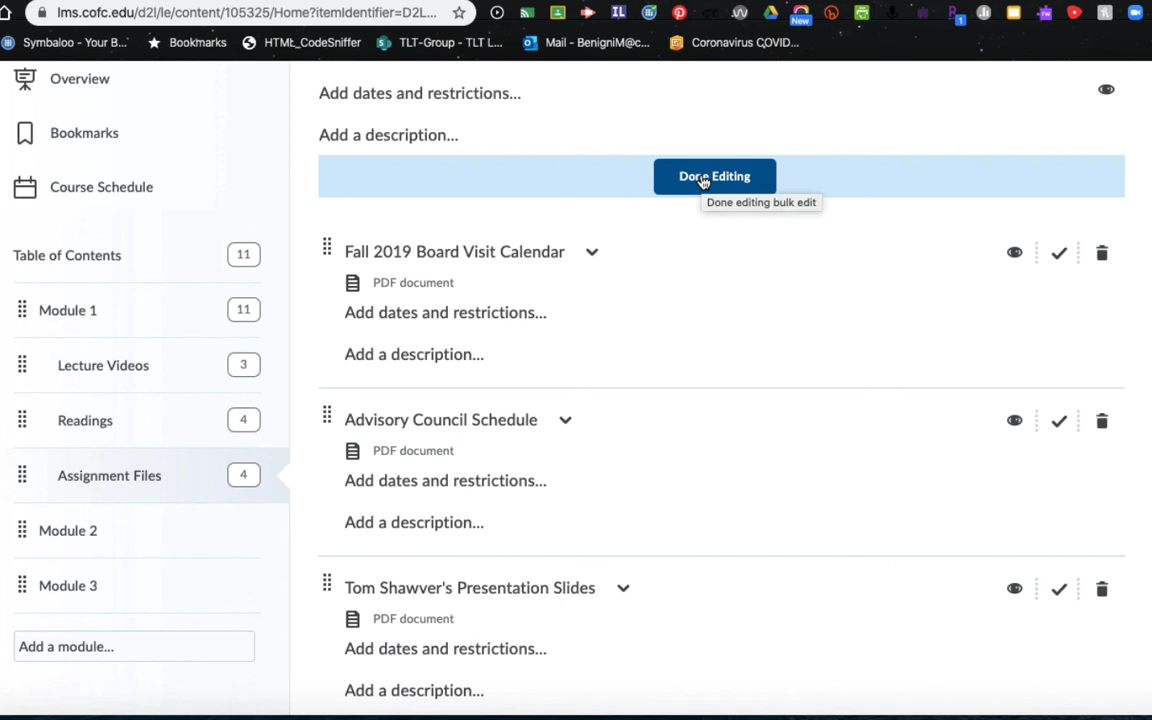 lms.cofc.edu/d2l/le/content/105325/Home?itemIdentifier=D2L...
New
1
Symbaloo - Your B... Bookmarks HTML_CodeSniffer TLT-Group - TLT L... Mail - BenigniM@c... Coronavirus COVID...
Overview
Bookmarks
Course Schedule
Table of Contents 11
Module 1 11
Lecture Videos 3
Readings 4
Assignment Files 4
Module 2
Module 3
Add a module...
Add dates and restrictions...
Add a description...
Done Editing
Done editing bulk edit
Fall 2019 Board Visit Calendar
PDF document
Add dates and restrictions...
Add a description...
Advisory Council Schedule
PDF document
Add dates and restrictions...
Add a description...
Tom Shawver's Presentation Slides
PDF document
Add dates and restrictions...
Add a description...